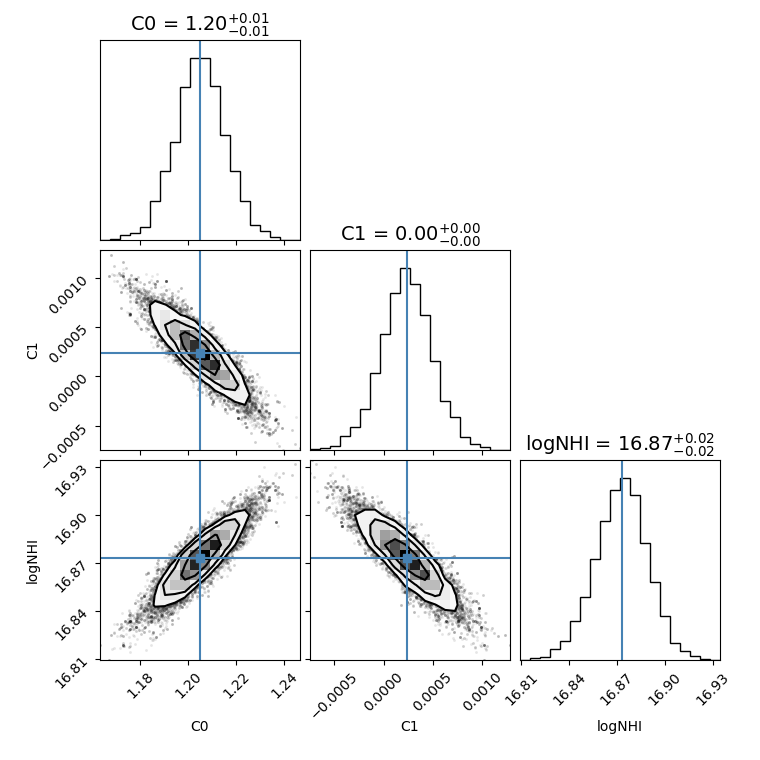 C0 = 1.20+0.01−0.01
C1 = 0.00+0.00−0.00
C1
0.0010
0.0005
0.0000
−0.0005
logNHI = 16.87+0.02−0.02
logNHI
16.93
16.90
16.87
16.84
16.81
1.18 1.20 1.22 1.24
−0.0005 0.0000 0.0005 0.0010
16.81 16.84 16.87 16.90 16.93
C0 C1 logNHI